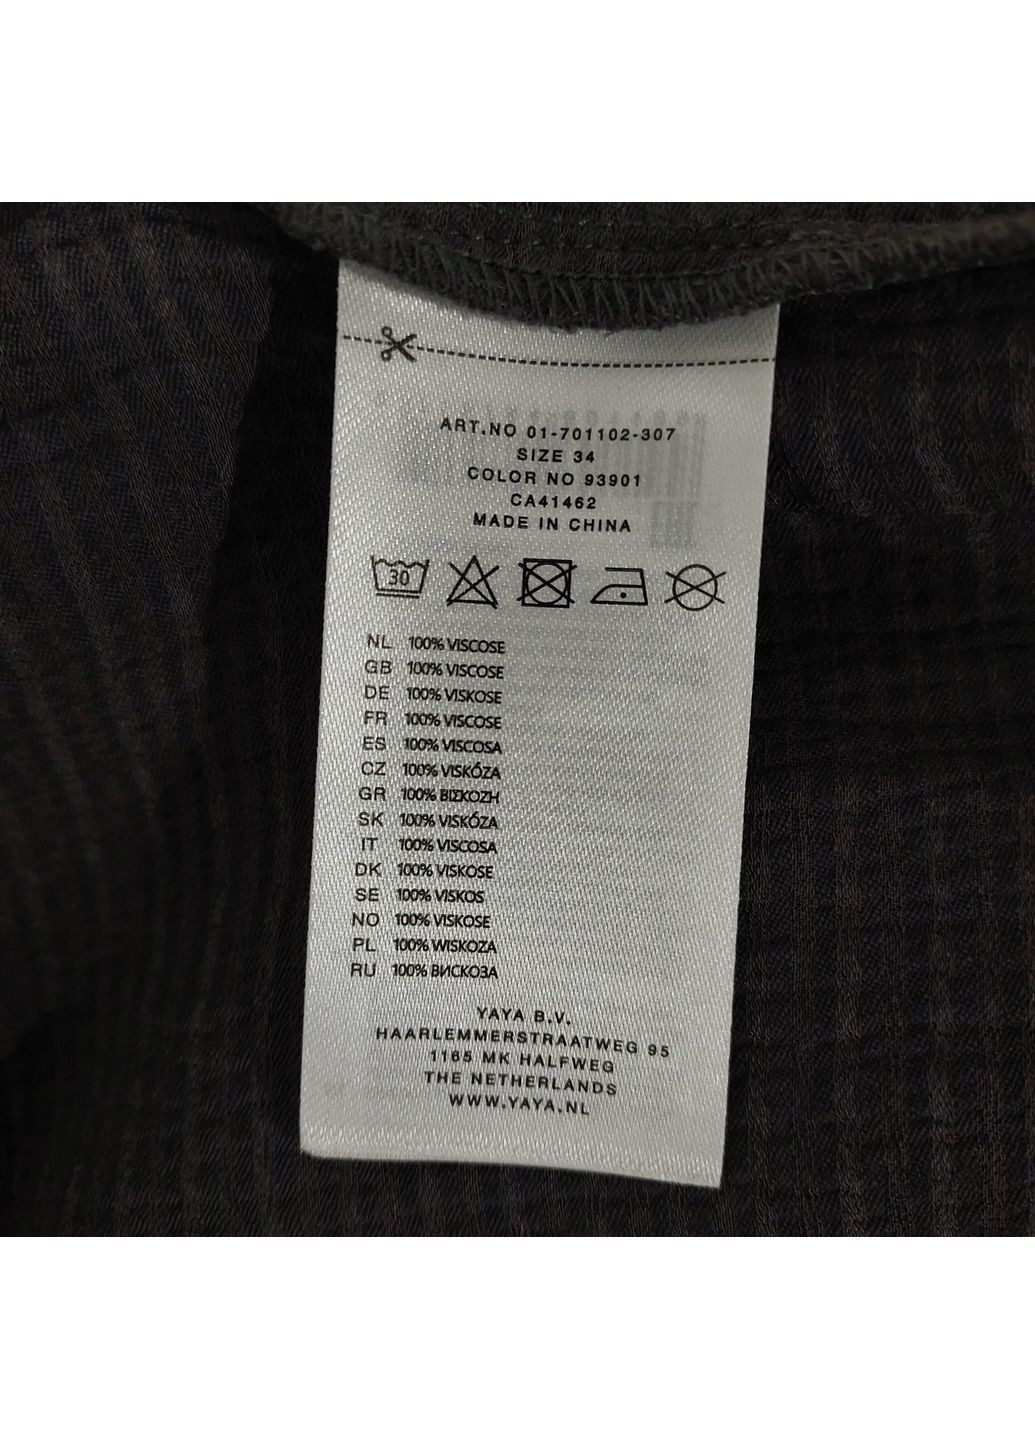 ART.NO 01-701102-307
SIZE 34
COLOR NO 93901
CA41462
MADE IN CHINA
30
NL 100% VISCOSE
GB 100% VISCOSE
DE 100% VISKOSE
FR 100% VISCOSE
ES 100% VISCOSA
CZ 100% VISKÓZA
GR 100% ΒΙΣΚΟΖΗ
SK 100% VISKÓZA
IT 100% VISCOSA
DK 100% VISKOSE
SE 100% VISKOS
NO 100% VISKOSE
PL 100% WISKOZA
RU 100% ВИСКОЗА
YAYA B.V.
HAARLEMMERSTRAATWEG 95
1165 MK HALFWEG
THE NETHERLANDS
WWW.YAYA.NL